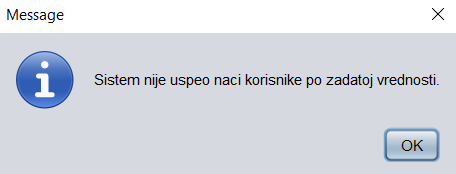 Message
Sistem nije uspeo naci korisnike po zadatoj vrednosti.
OK